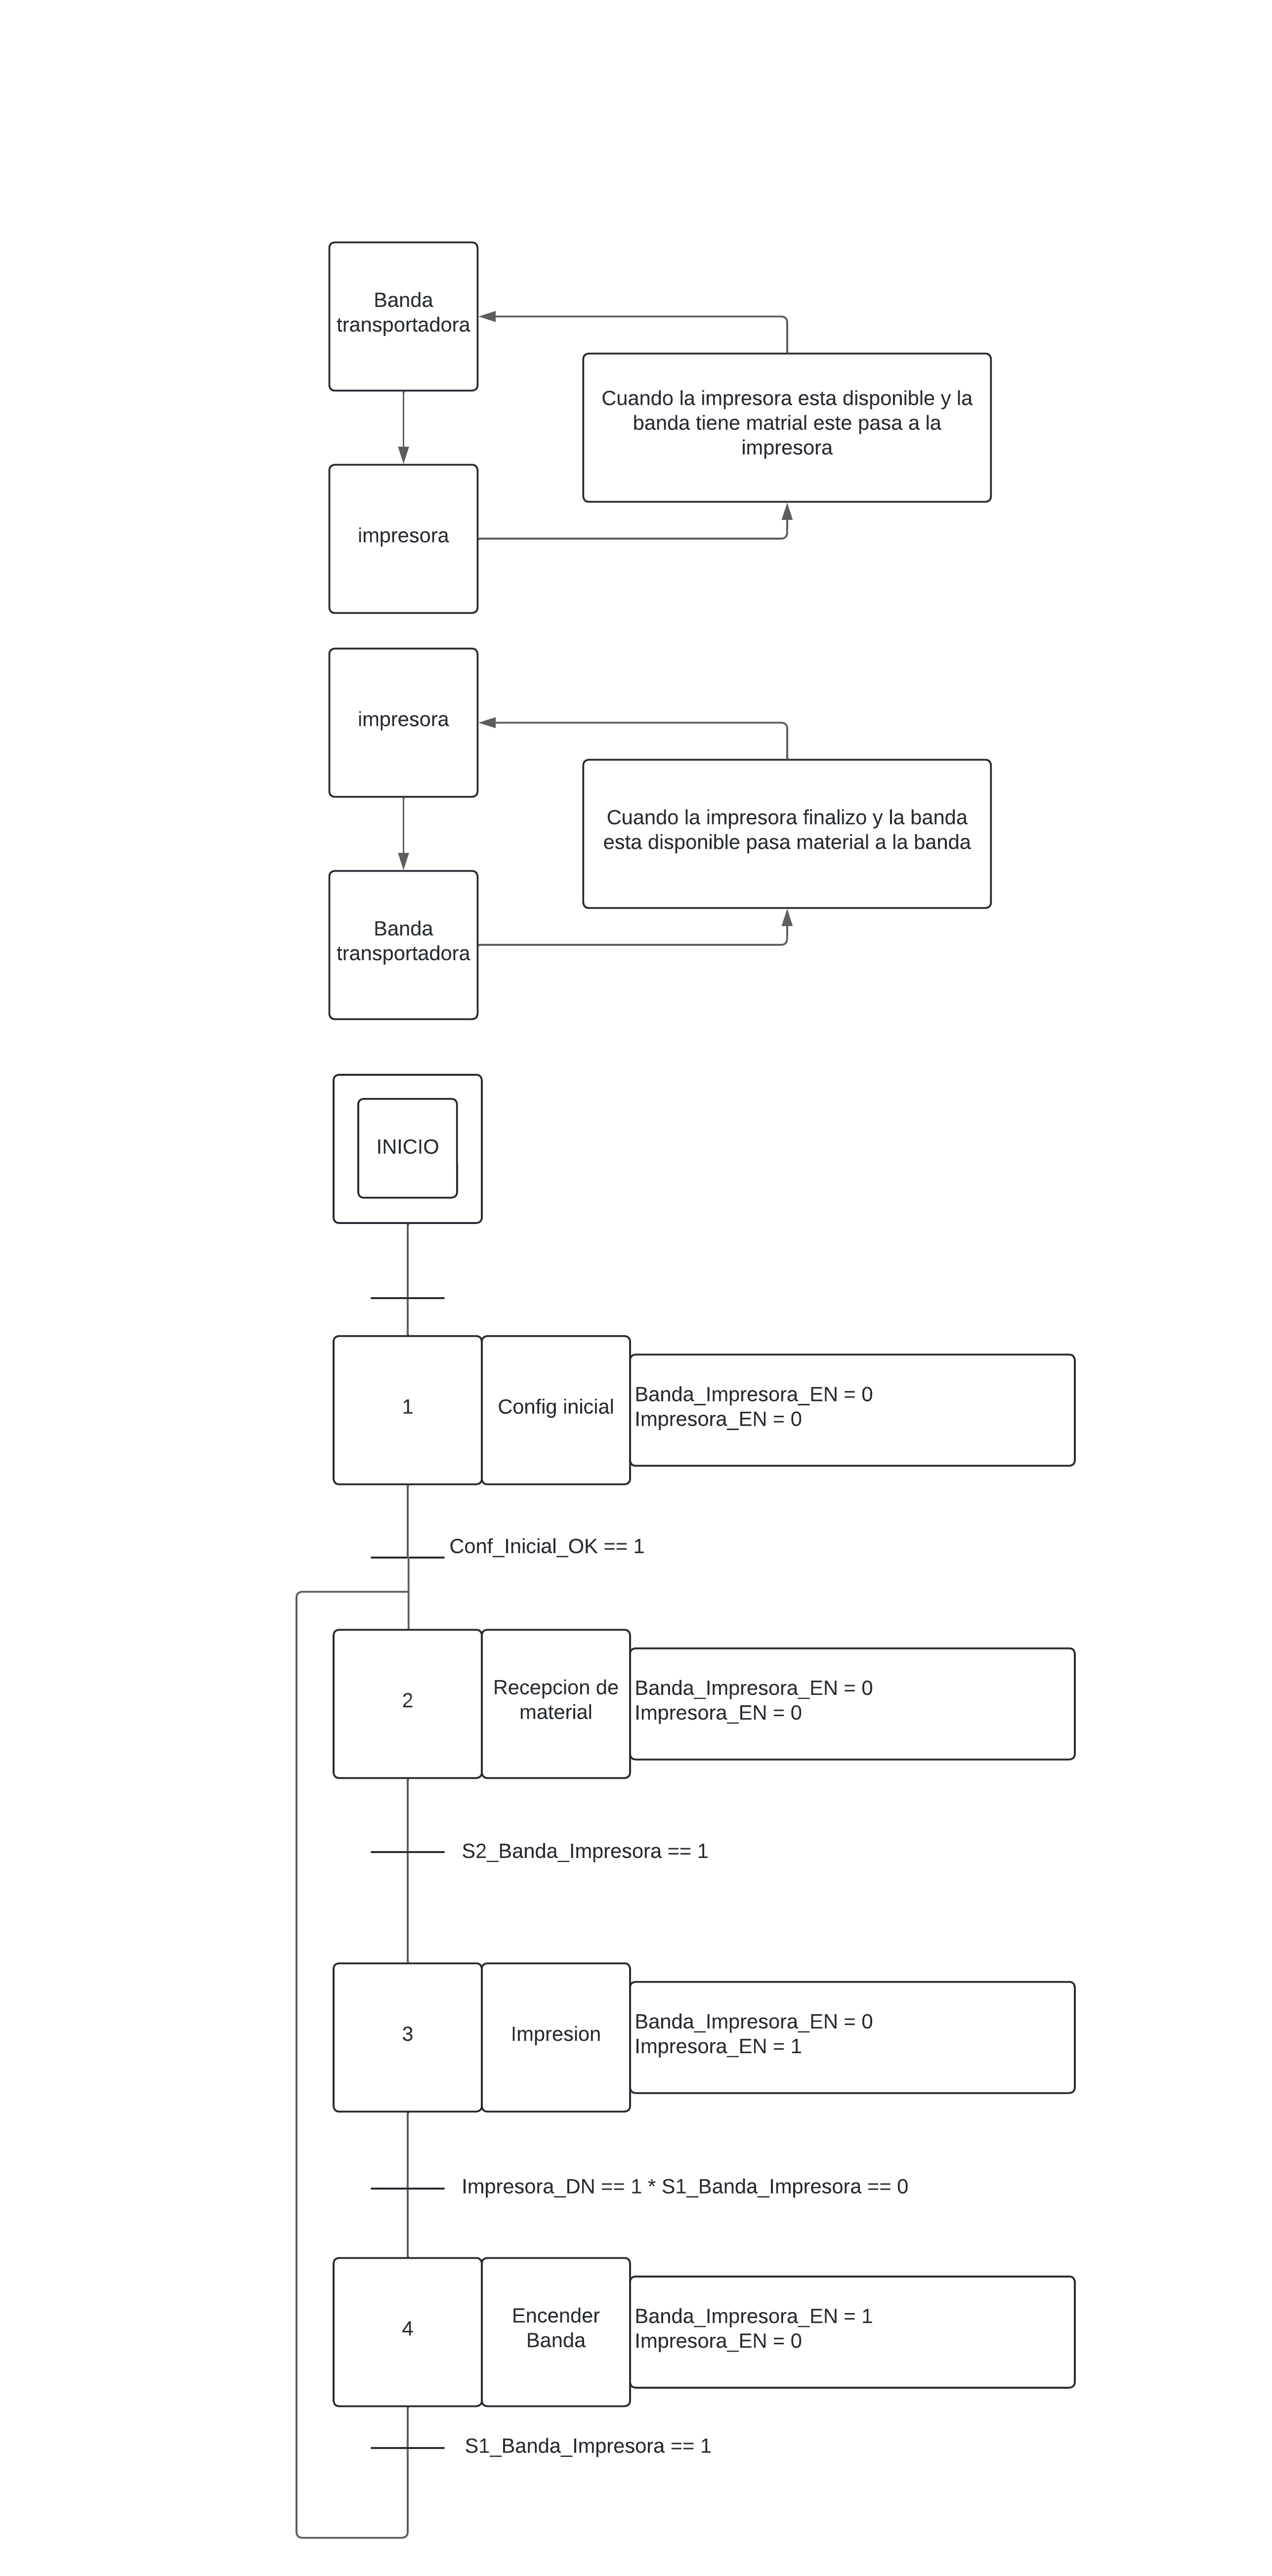 Banda
transportadora
Cuando la impresora esta disponible y la
banda tiene matrial este pasa a la
impresora
impresora
impresora
Cuando la impresora finalizo y la banda
esta disponible pasa material a la banda
Banda
transportadora
INICIO
1
Config inicial
Banda_Impresora_EN = 0
Impresora_EN = 0
Conf_Inicial_OK == 1
2
Recepcion de
material
Banda_Impresora_EN = 0
Impresora_EN = 0
S2_Banda_Impresora == 1
3
Impresion
Banda_Impresora_EN = 0
Impresora_EN = 1
Impresora_DN == 1 * S1_Banda_Impresora == 0
4
Encender
Banda
Banda_Impresora_EN = 1
Impresora_EN = 0
S1_Banda_Impresora == 1